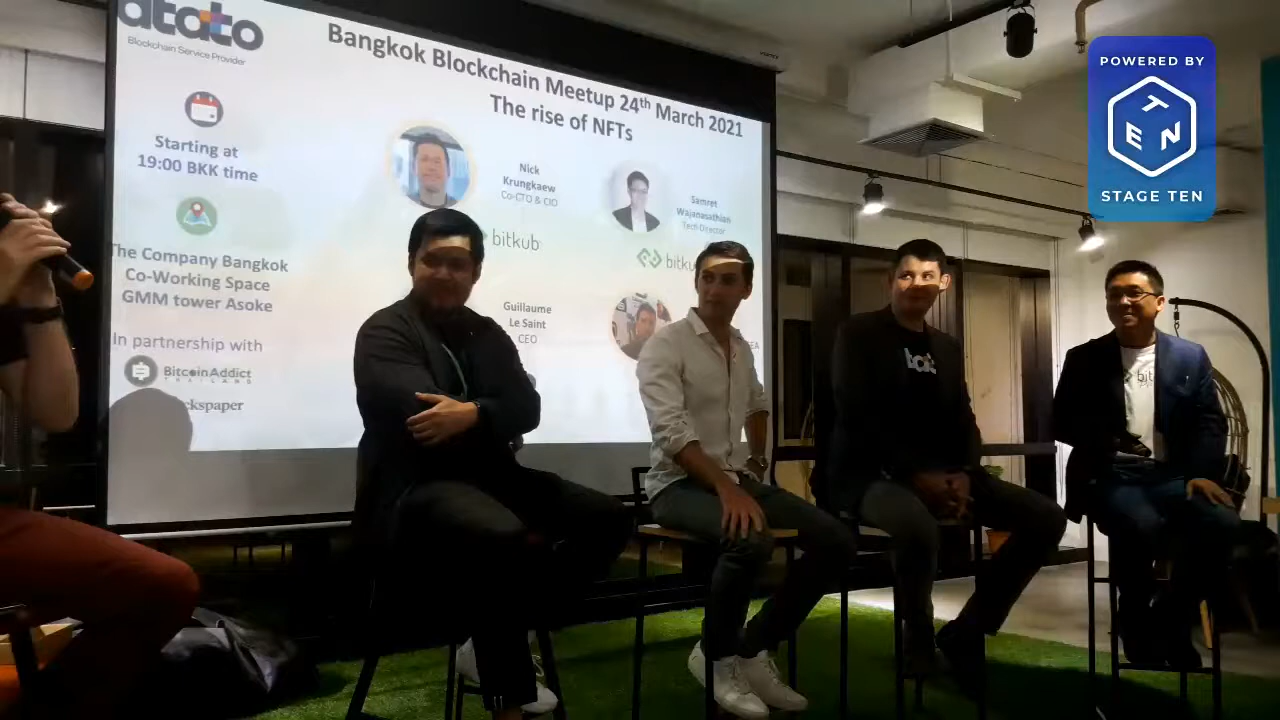 atato
Blockchain Service Provider
Bangkok Blockchain Meetup 24th March 2021
The rise of NFTs
Starting at
19:00 BKK time
The Company Bangkok
Co-Working Space
GMM tower Asoke
In partnership with
BitcoinAddict
THAILAND
Nick
Krungkaew
Co-CTO & CIO
bitkub
Samret
Wajanasathian
Tech Director
Guillaume
Le Saint
CEO
POWERED BY
TEN
STAGE TEN